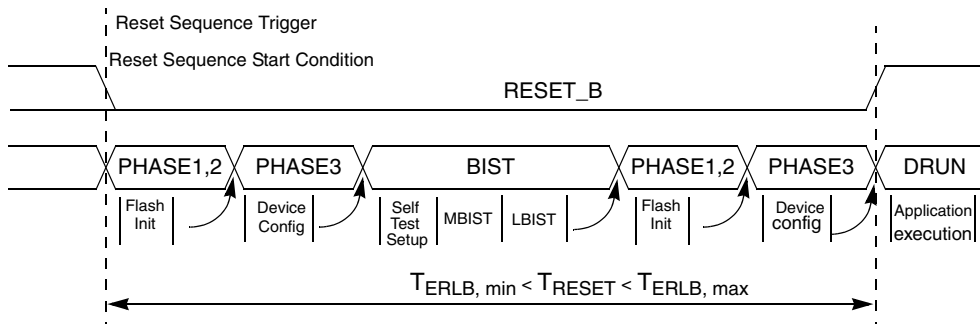 Reset Sequence Trigger
Reset Sequence Start Condition
RESET_B
PHASE1,2 PHASE3 BIST PHASE1,2 PHASE3 DRUN
Flash
Init
Device
Config
Self
Test
Setup
MBIST
LBIST
Flash
Init
Device
config
Application
execution
TERLB, min < TRESET < TERLB, max